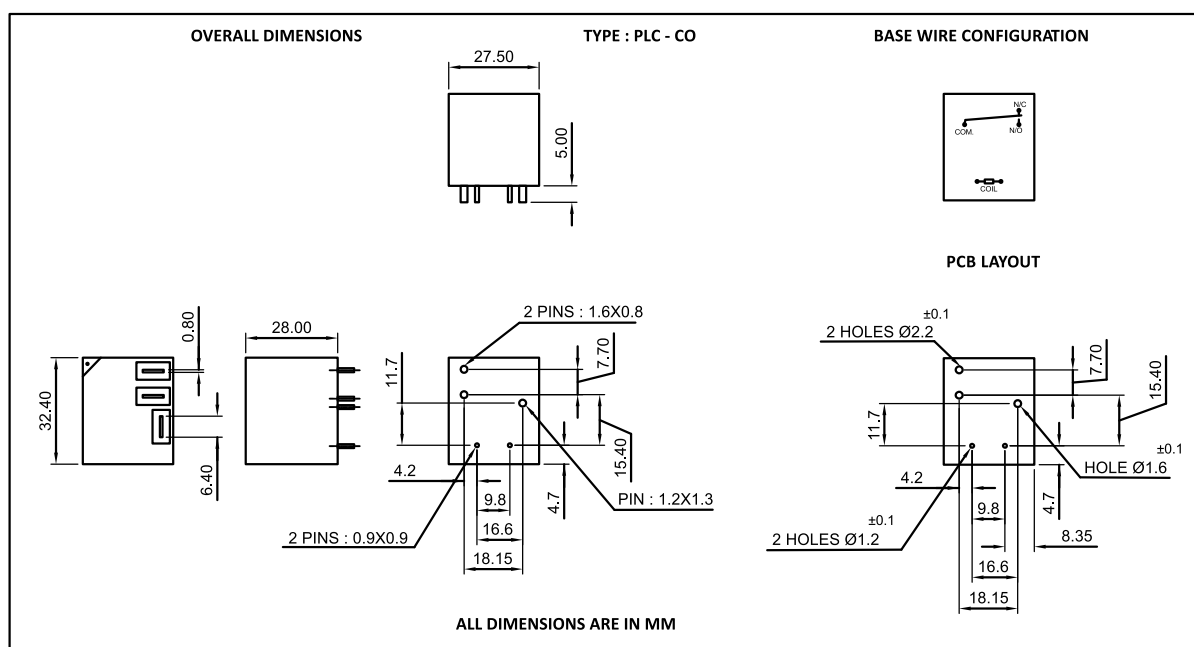 OVERALL DIMENSIONS
TYPE : PLC - CO
BASE WIRE CONFIGURATION
27.50
5.00
N/C
COM.
N/O
COIL
PCB LAYOUT
0.80
28.00
32.40
6.40
2 PINS : 1.6X0.8
7.70
11.7
15.40
4.2
4.7
9.8
PIN : 1.2X1.3
16.6
2 PINS : 0.9X0.9
18.15
±0.1
2 HOLES Ø2.2
7.70
15.40
11.7
±0.1
HOLE Ø1.6
4.2
4.7
9.8
±0.1
2 HOLES Ø1.2
8.35
16.6
18.15
ALL DIMENSIONS ARE IN MM